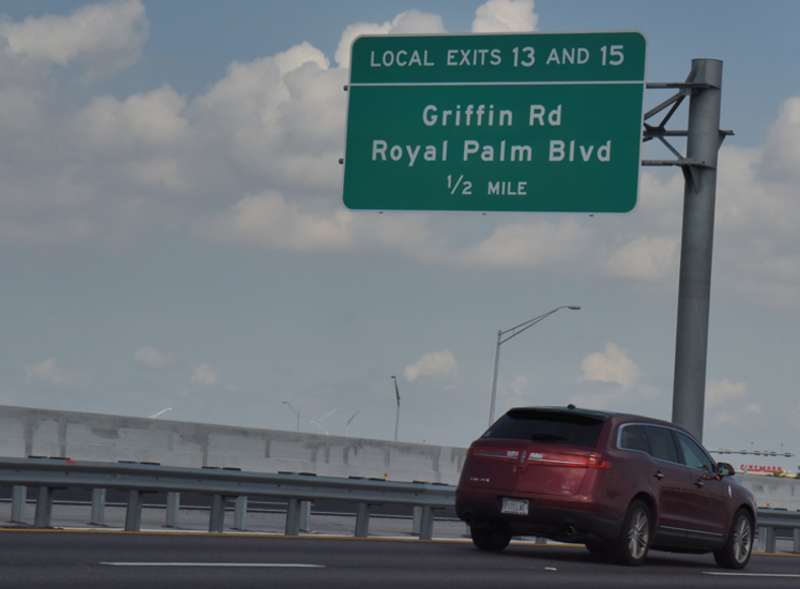 LOCAL EXITS 13 AND 15
Griffin Rd
Royal Palm Blvd
1/2 MILE